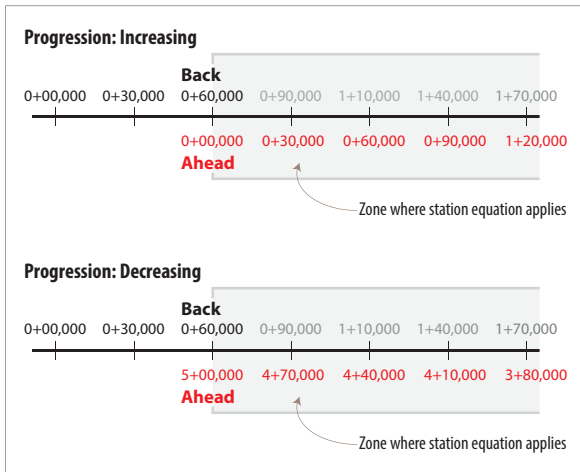 Progression: Increasing
Back
0+00,000 0+30,000 0+60,000 0+90,000 1+10,000 1+40,000 1+70,000
0+00,000 0+30,000 0+60,000 0+90,000 1+20,000
Ahead
Zone where station equation applies
Progression: Decreasing
Back
0+00,000 0+30,000 0+60,000 0+90,000 1+10,000 1+40,000 1+70,000
5+00,000 4+70,000 4+40,000 4+10,000 3+80,000
Ahead
Zone where station equation applies